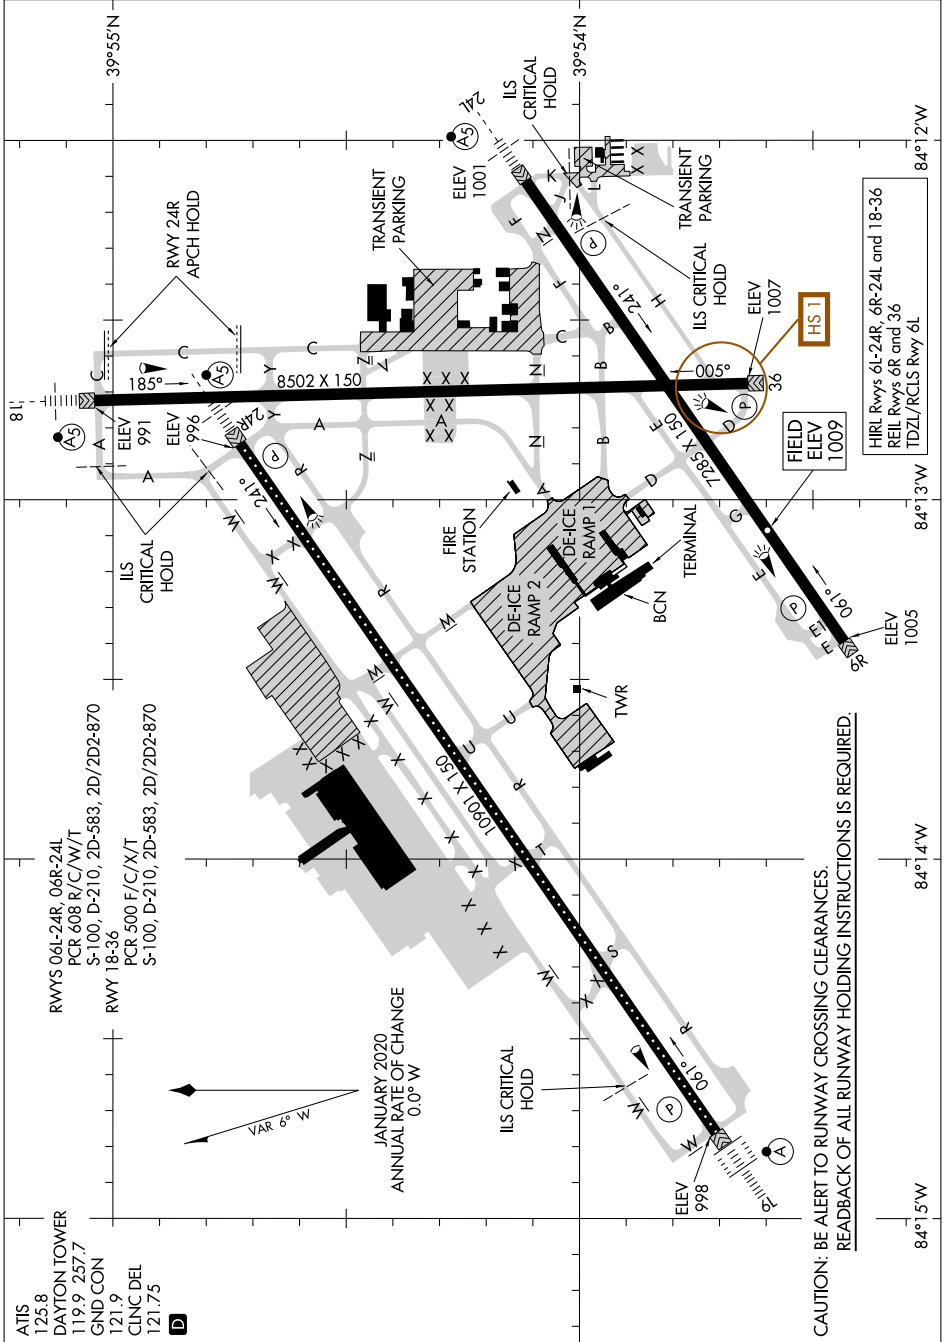 ATIS
125.8
DAYTON TOWER
119.9 257.7
GND CON
121.9
CLNC DEL
121.75
D
RWYS 06L-24R, 06R-24L
PCR 608 R/C/W/T
S-100, D-210, 2D-583, 2D/2D2-870
RWY 18-36
PCR 500 F/C/X/T
S-100, D-210, 2D-583, 2D/2D2-870
VAR 6° W
JANUARY 2020
ANNUAL RATE OF CHANGE
0.0° W
39°55'N
39°54'N
84°12'W
84°13'W
84°14'W
84°15'W
18
A5
ELEV
991
185°
8502 X 150
RWY 24R
APCH HOLD
C
C
C
A
A
A
A
A
ILS
CRITICAL
HOLD
ELEV
996
24R
A5
P
241°
Y
Y
Z
Z
Z
X X X
X X
X X
TRANSIENT
PARKING
24L
A5
ELEV
1001
ILS
CRITICAL
HOLD
K
J
L
X X
TRANSIENT
PARKING
P
ILS CRITICAL
HOLD
F
F
N
N
N
C
B
B
B
H
241°
7285 X 150
005°
ELEV
1007
36
HS 1
P
E
D
D
G
E
E1
E
P
061°
6R
ELEV
1005
FIELD
ELEV
1009
HIRL Rwys 6L-24R, 6R-24L and 18-36
REIL Rwys 6R and 36
TDZL/RCLS Rwy 6L
FIRE
STATION
DE-ICE
RAMP 1
DE-ICE
RAMP 2
TERMINAL
BCN
TWR
W
W
W
W
W
W
W
W
W
X X
X X X X X X X X X X X X
X X
R
R
R
R
M
U
U
T
S
10901 X 150
ILS CRITICAL
HOLD
P
061°
ELEV
998
6L
A
CAUTION: BE ALERT TO RUNWAY CROSSING CLEARANCES.
READBACK OF ALL RUNWAY HOLDING INSTRUCTIONS IS REQUIRED.